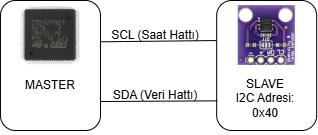 SCL (Saat Hattı)
MASTER
SDA (Veri Hattı)
SLAVE
I2C Adresi:
0x40